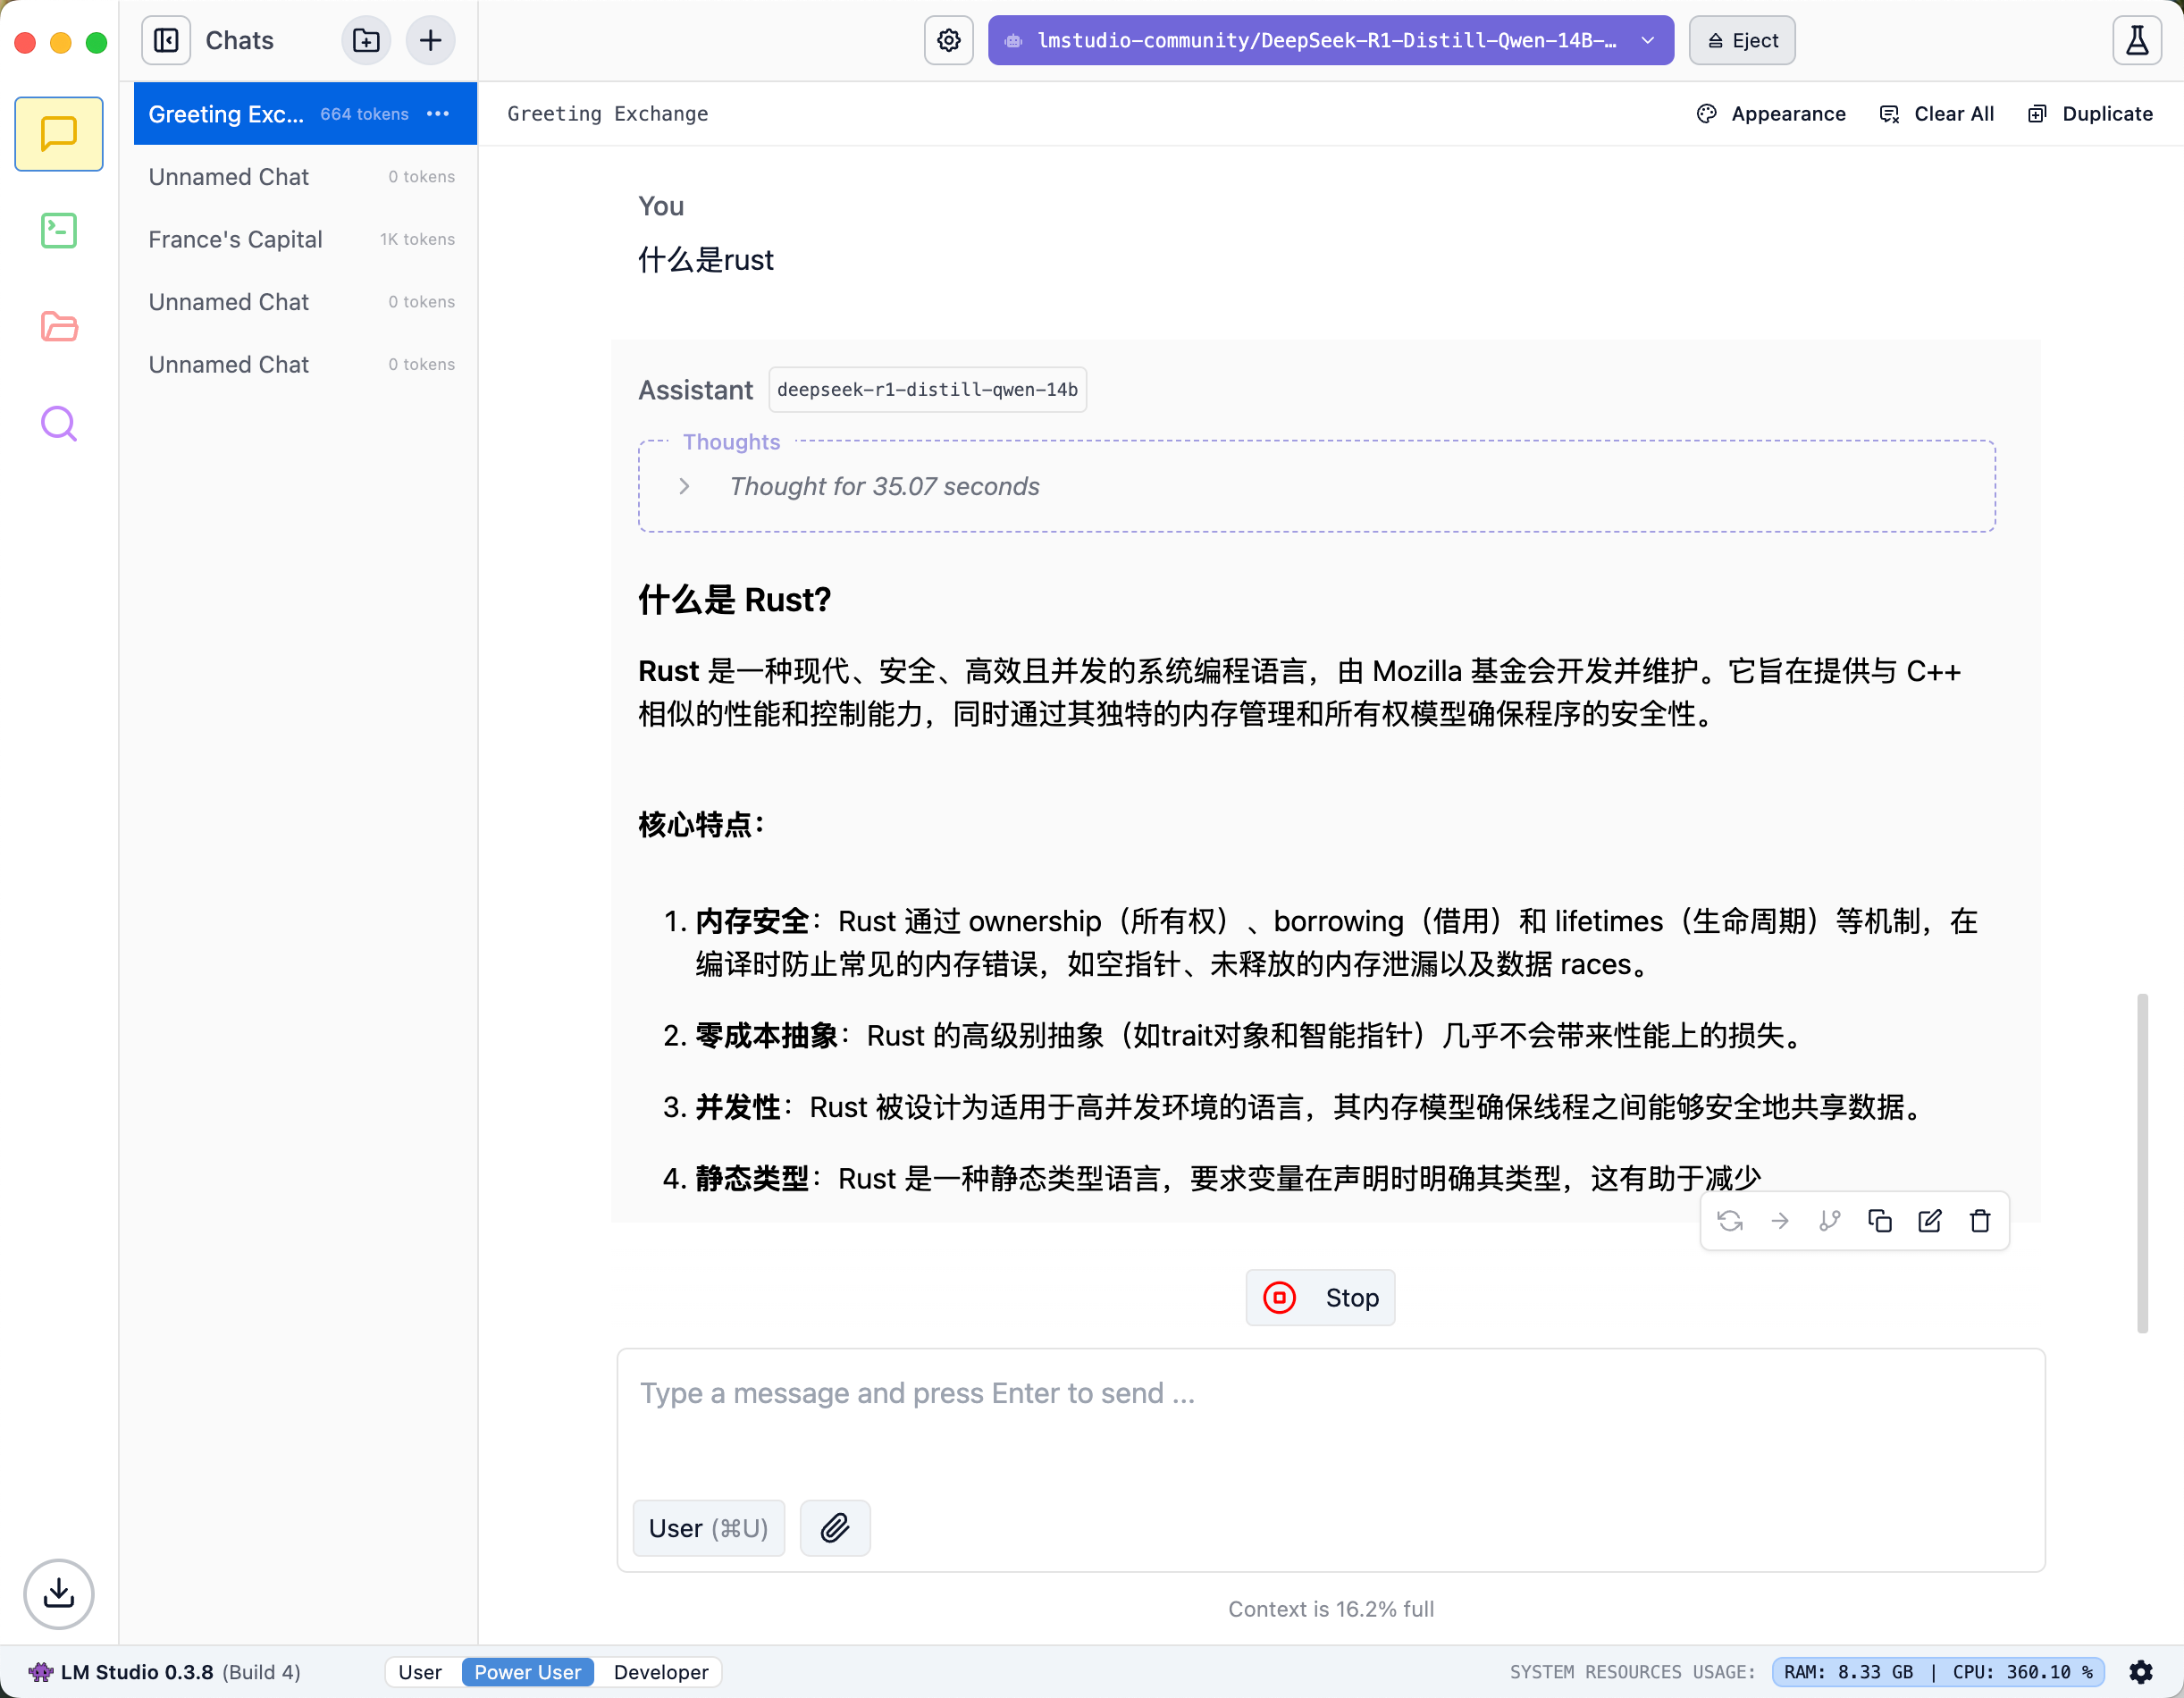 Chats
lmstudio-community/DeepSeek-R1-Distill-Qwen-14B-…
Eject
Greeting Exc... 664 tokens
Unnamed Chat 0 tokens
France's Capital 1K tokens
Unnamed Chat 0 tokens
Unnamed Chat 0 tokens
Greeting Exchange
Appearance
Clear All
Duplicate
You
什么是rust
Assistant deepseek-r1-distill-qwen-14b
Thoughts
Thought for 35.07 seconds
什么是 Rust?
Rust 是一种现代、安全、高效且并发的系统编程语言，由 Mozilla 基金会开发并维护。它旨在提供与 C++
相似的性能和控制能力，同时通过其独特的内存管理和所有权模型确保程序的安全性。
核心特点：
1. 内存安全：Rust 通过 ownership（所有权）、borrowing（借用）和 lifetimes（生命周期）等机制，在
编译时防止常见的内存错误，如空指针、未释放的内存泄漏以及数据 races。
2. 零成本抽象：Rust 的高级别抽象（如trait对象和智能指针）几乎不会带来性能上的损失。
3. 并发性：Rust 被设计为适用于高并发环境的语言，其内存模型确保线程之间能够安全地共享数据。
4. 静态类型：Rust 是一种静态类型语言，要求变量在声明时明确其类型，这有助于减少
Stop
Type a message and press Enter to send ...
User (⌘U)
Context is 16.2% full
LM Studio 0.3.8 (Build 4)
User
Power User
Developer
SYSTEM RESOURCES USAGE: RAM: 8.33 GB | CPU: 360.10 %